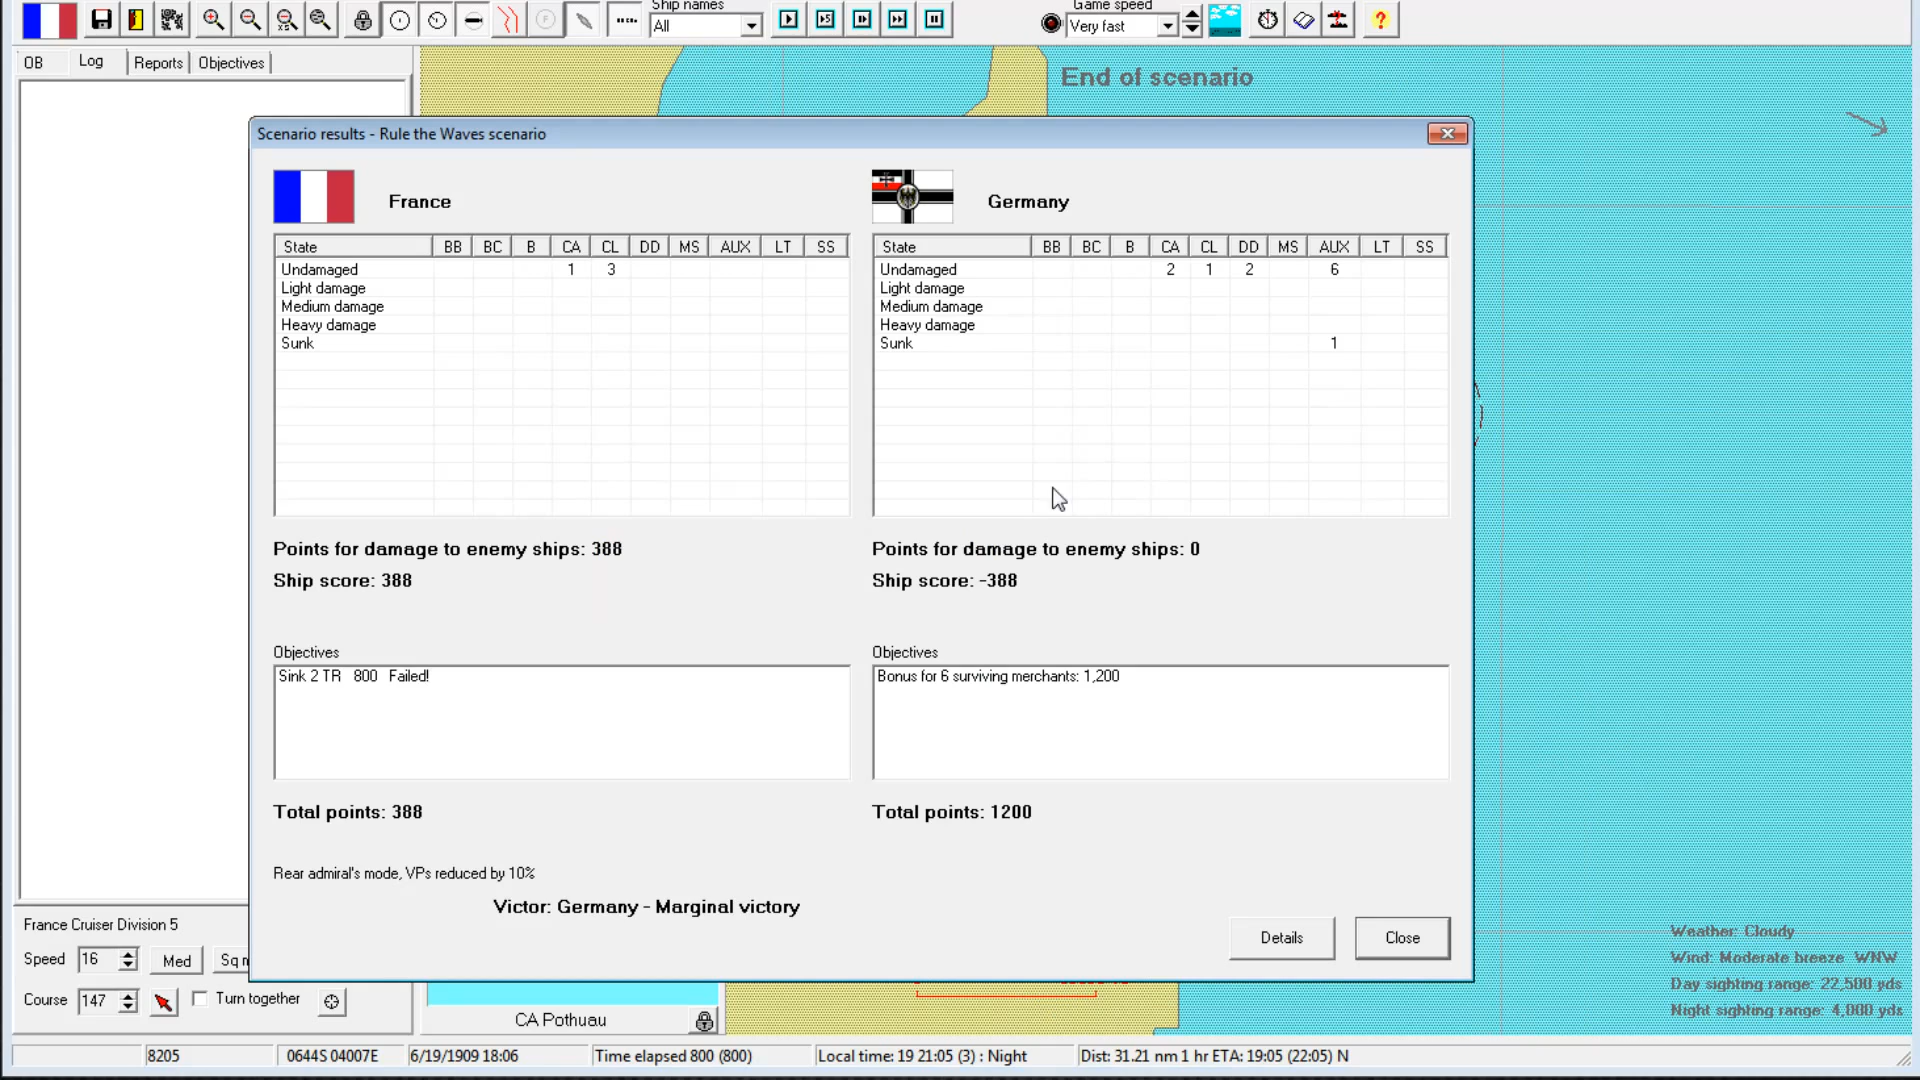 Ship names
All
Game speed
Very fast
OB Log Reports Objectives
End of scenario
Scenario results - Rule the Waves scenario
France
Germany
State BB BC B CA CL DD MS AUX LT SS
Undamaged 1 3
Light damage
Medium damage
Heavy damage
Sunk
State BB BC B CA CL DD MS AUX LT SS
Undamaged 2 1 2 6
Light damage
Medium damage
Heavy damage
Sunk 1
Points for damage to enemy ships: 388
Ship score: 388
Points for damage to enemy ships: 0
Ship score: -388
Objectives
Sink 2 TR 800 Failed!
Objectives
Bonus for 6 surviving merchants: 1,200
Total points: 388
Total points: 1200
Rear admiral's mode, VPs reduced by 10%
Victor: Germany - Marginal victory
Details
Close
France Cruiser Division 5
Speed 16 Med
Course 147 Turn together
CA Pothuau
Weather: Cloudy
Wind: Moderate breeze WNW
Day sighting range: 22,500 yds
Night sighting range: 4,000 yds
8205 0644S 04007E 6/19/1909 18:06 Time elapsed 800 (800) Local time: 19 21:05 (3) : Night Dist: 31.21 nm 1 hr ETA: 19:05 (22:05) N